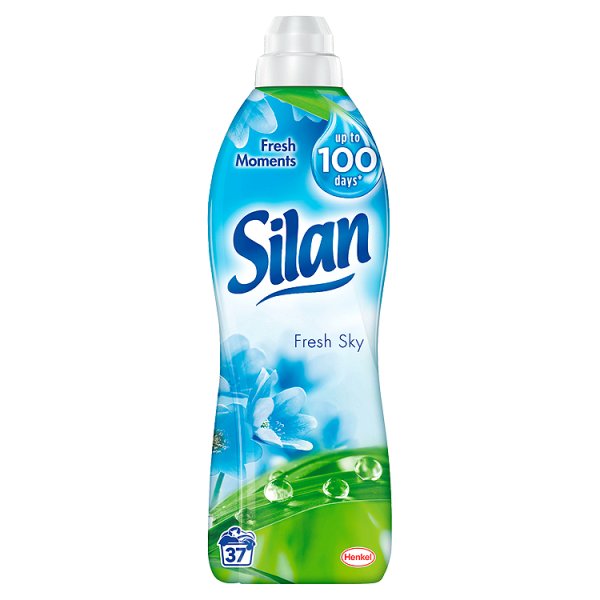 Fresh
Moments
up to
100
days*
Silan
Fresh Sky
37
Henkel